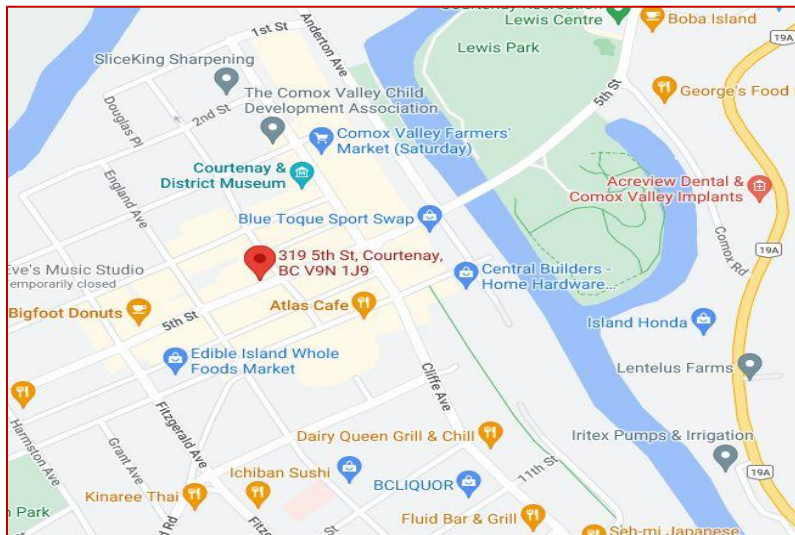 Lewis Centre
Boba Island
Lewis Park
19A
1st St
Anderton Ave
SliceKing Sharpening
George's Food
5th St
The Comox Valley Child
Development Association
Douglas Pl
2nd St
Comox Valley Farmers'
Market (Saturday)
Courtenay &
District Museum
Acreview Dental &
Comox Valley Implants
England Ave
Blue Toque Sport Swap
Comox Rd
19A
319 5th St, Courtenay,
BC V9N 1J9
Eve's Music Studio
emporarily closed
Central Builders -
Home Hardware...
Bigfoot Donuts
5th St
Atlas Cafe
Island Honda
Edible Island Whole
Foods Market
Lentelus Farms
Cliffe Ave
Harmston Ave
Fitzgerald Ave
Grant Ave
Dairy Queen Grill & Chill
Iritex Pumps & Irrigation
11th St
Ichiban Sushi
BCLIQUOR
19A
Kinaree Thai
Park
Rd
St
Fluid Bar & Grill
Seh-mi Japanese